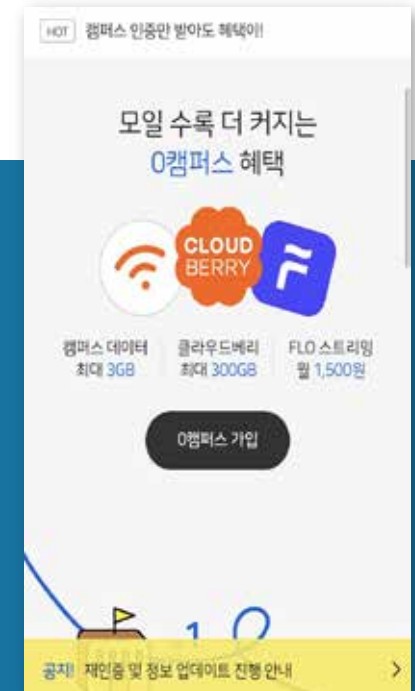 HOT 캠퍼스 인증만 받아도 혜택이!
모일 수록 더 커지는
0캠퍼스 혜택
CLOUD
BERRY
캠퍼스 데이터
최대 3GB
클라우드베리
최대 300GB
FLO 스트리밍
월 1,500원
0캠퍼스 가입
공지! 재인증 및 정보 업데이트 진행 안내